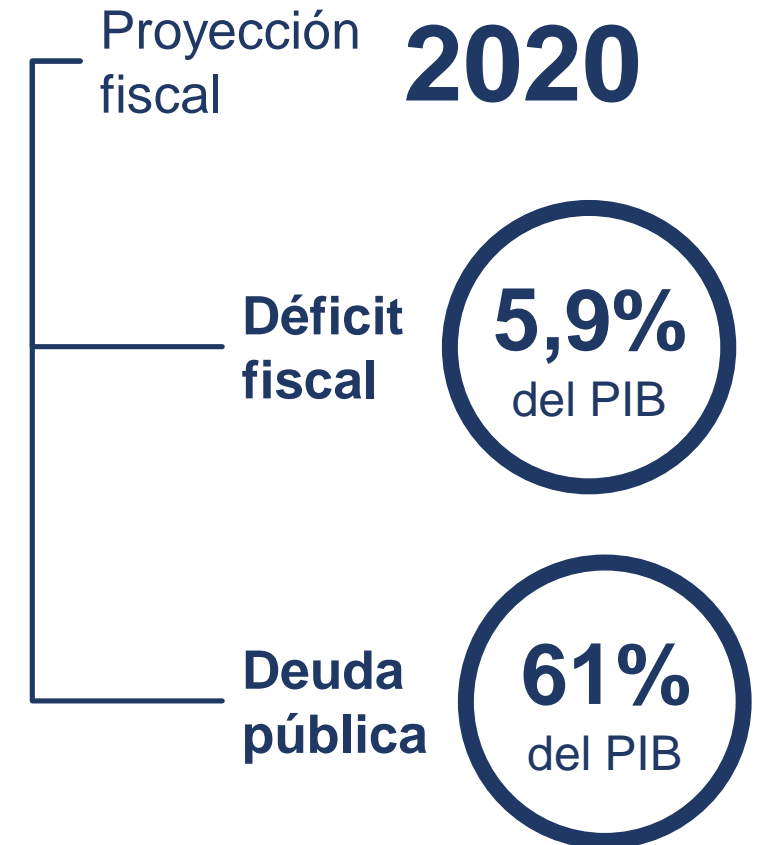 Proyección
fiscal
2020
Déficit
fiscal
5,9%
del PIB
Deuda
pública
61%
del PIB